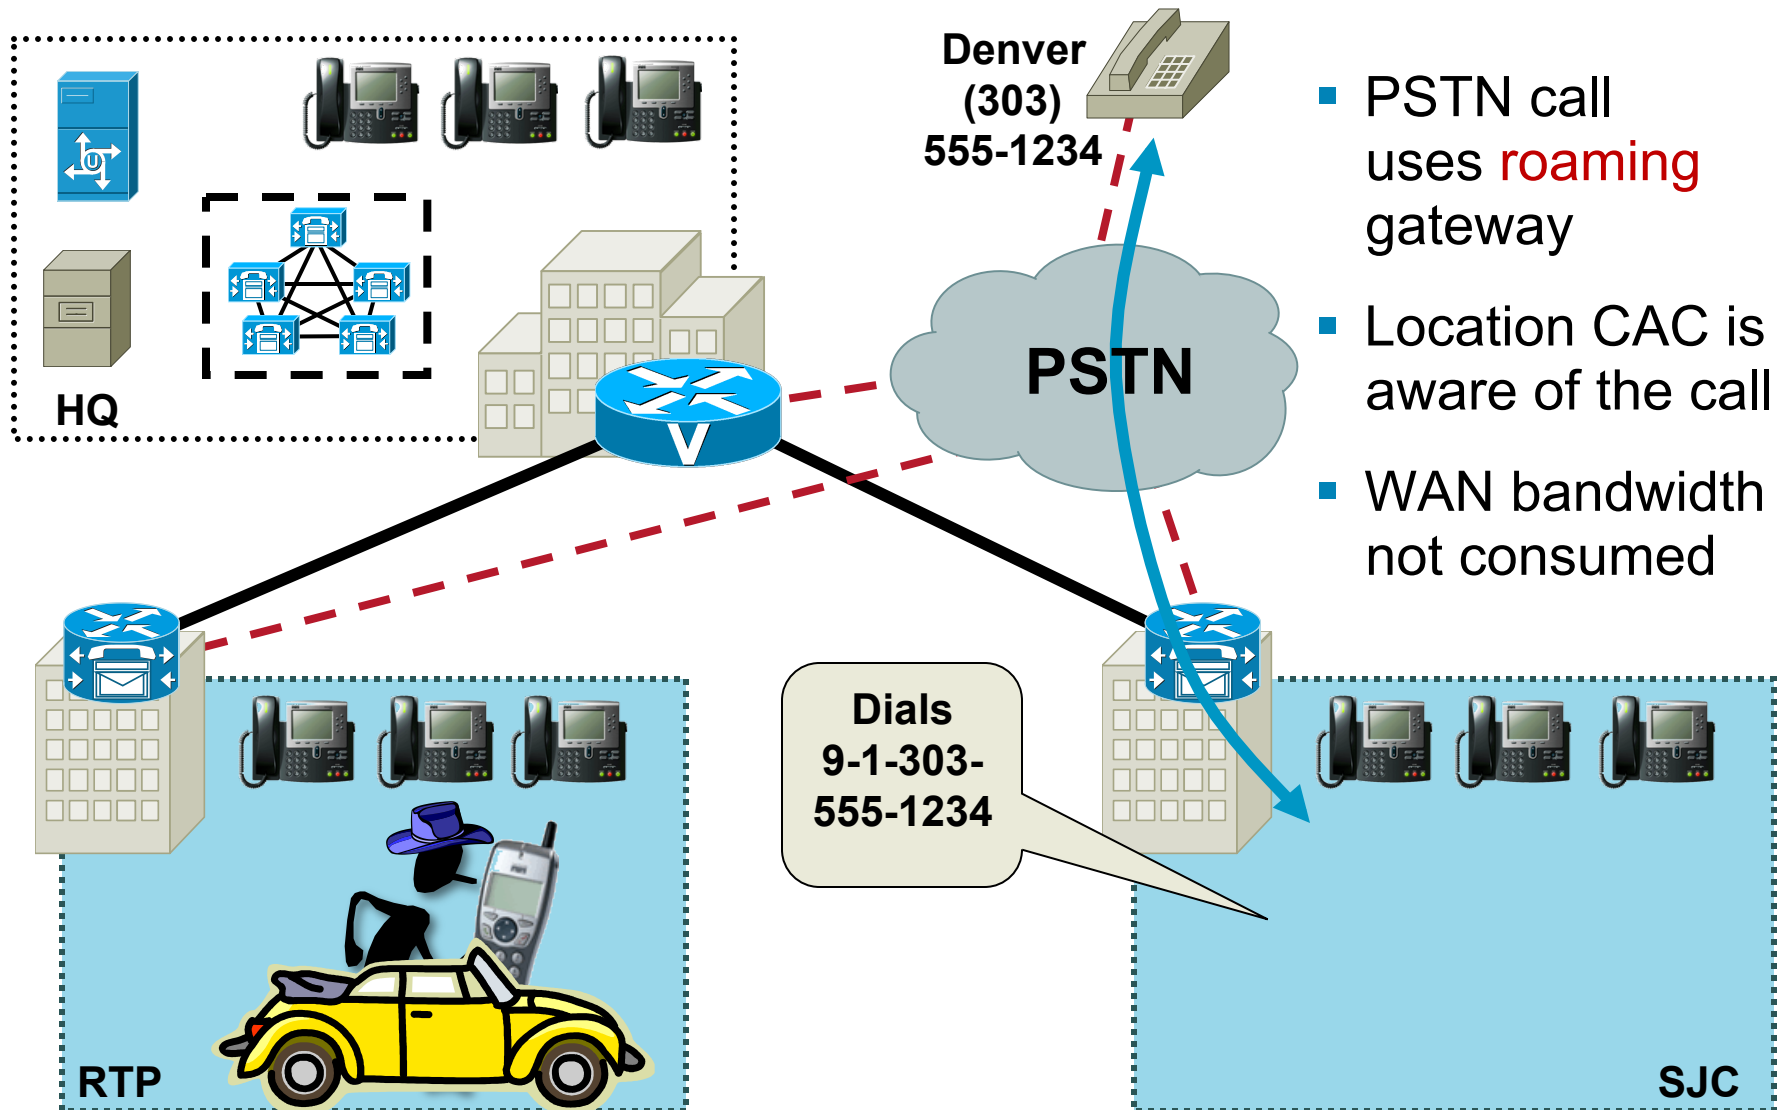 Denver
(303)
555-1234
PSTN call
uses roaming
gateway
Location CAC is
aware of the call
WAN bandwidth
not consumed
U
HQ
V
PSTN
Dials
9-1-303-
555-1234
RTP
SJC